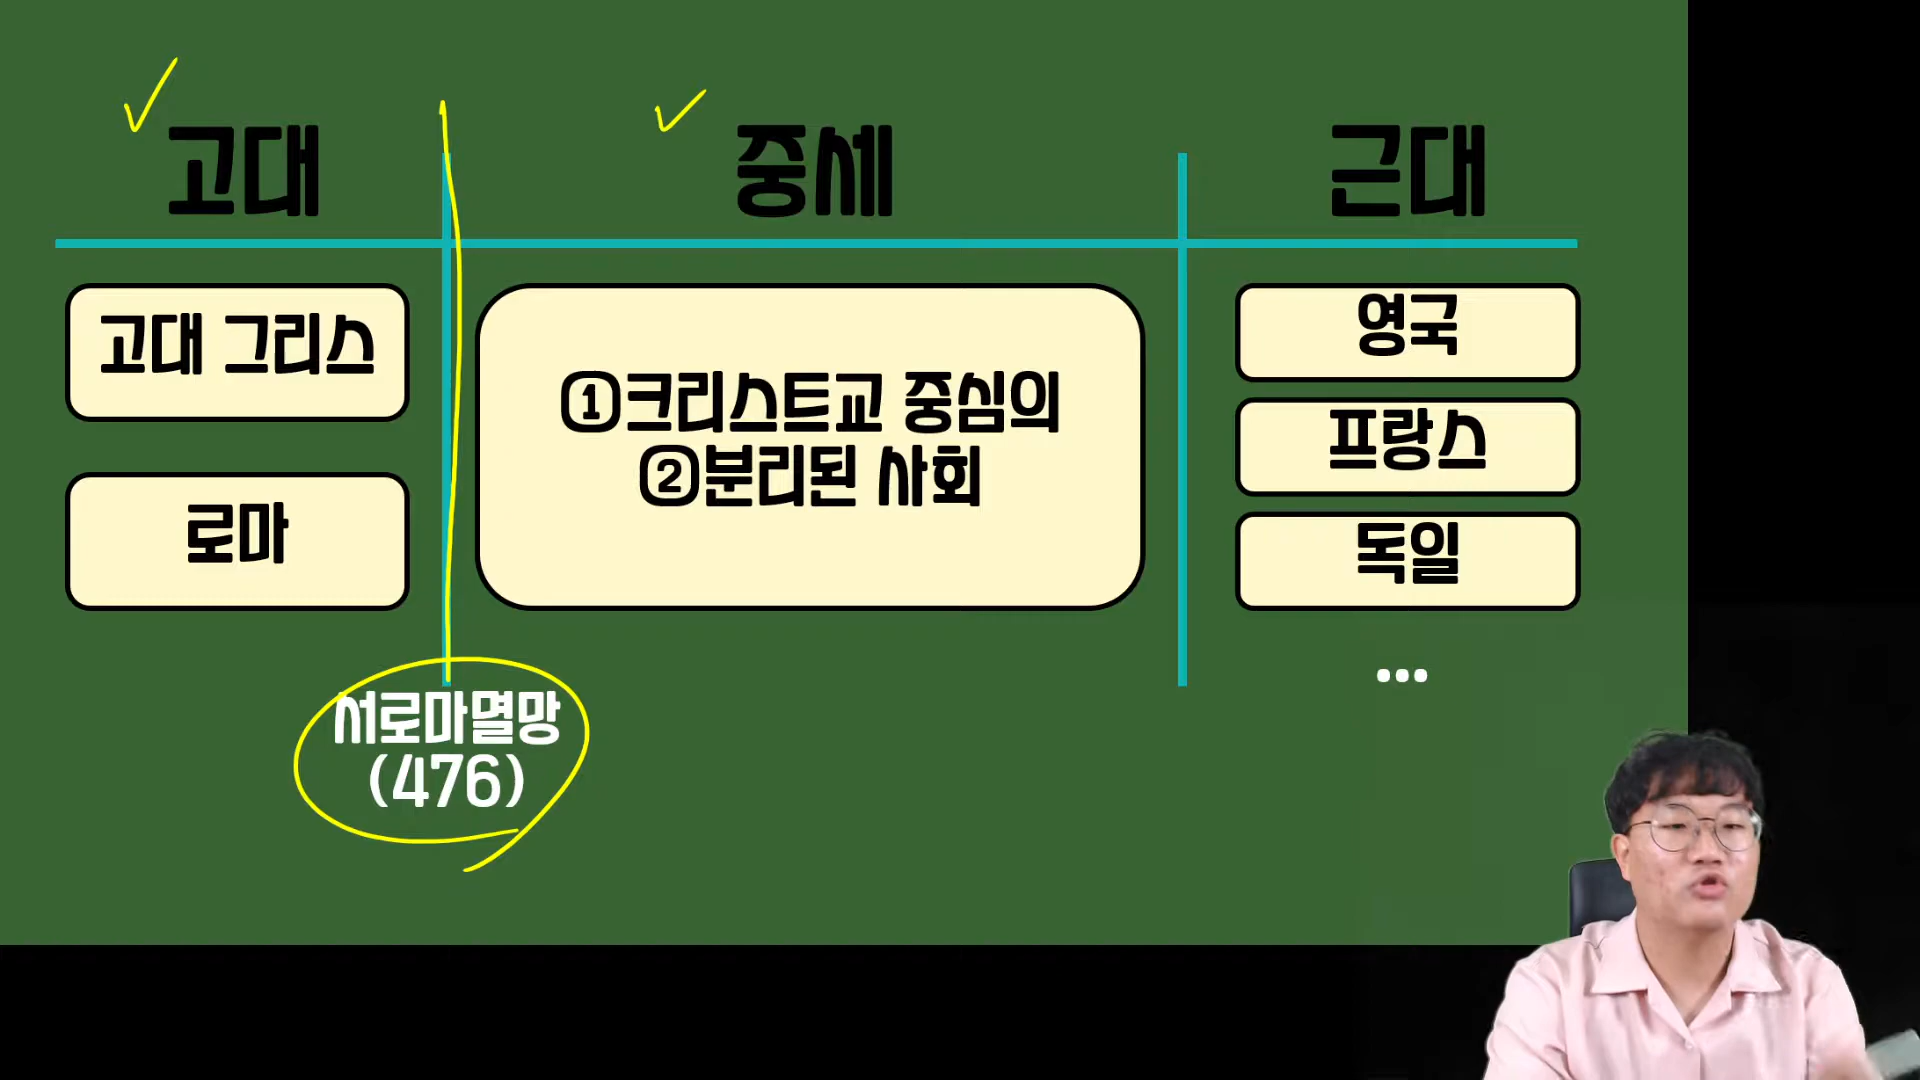 고대
중세
근대
고대 그리스
로마
①크리스트교 중심의
②분리된 사회
영국
프랑스
독일
...
서로마멸망
(476)